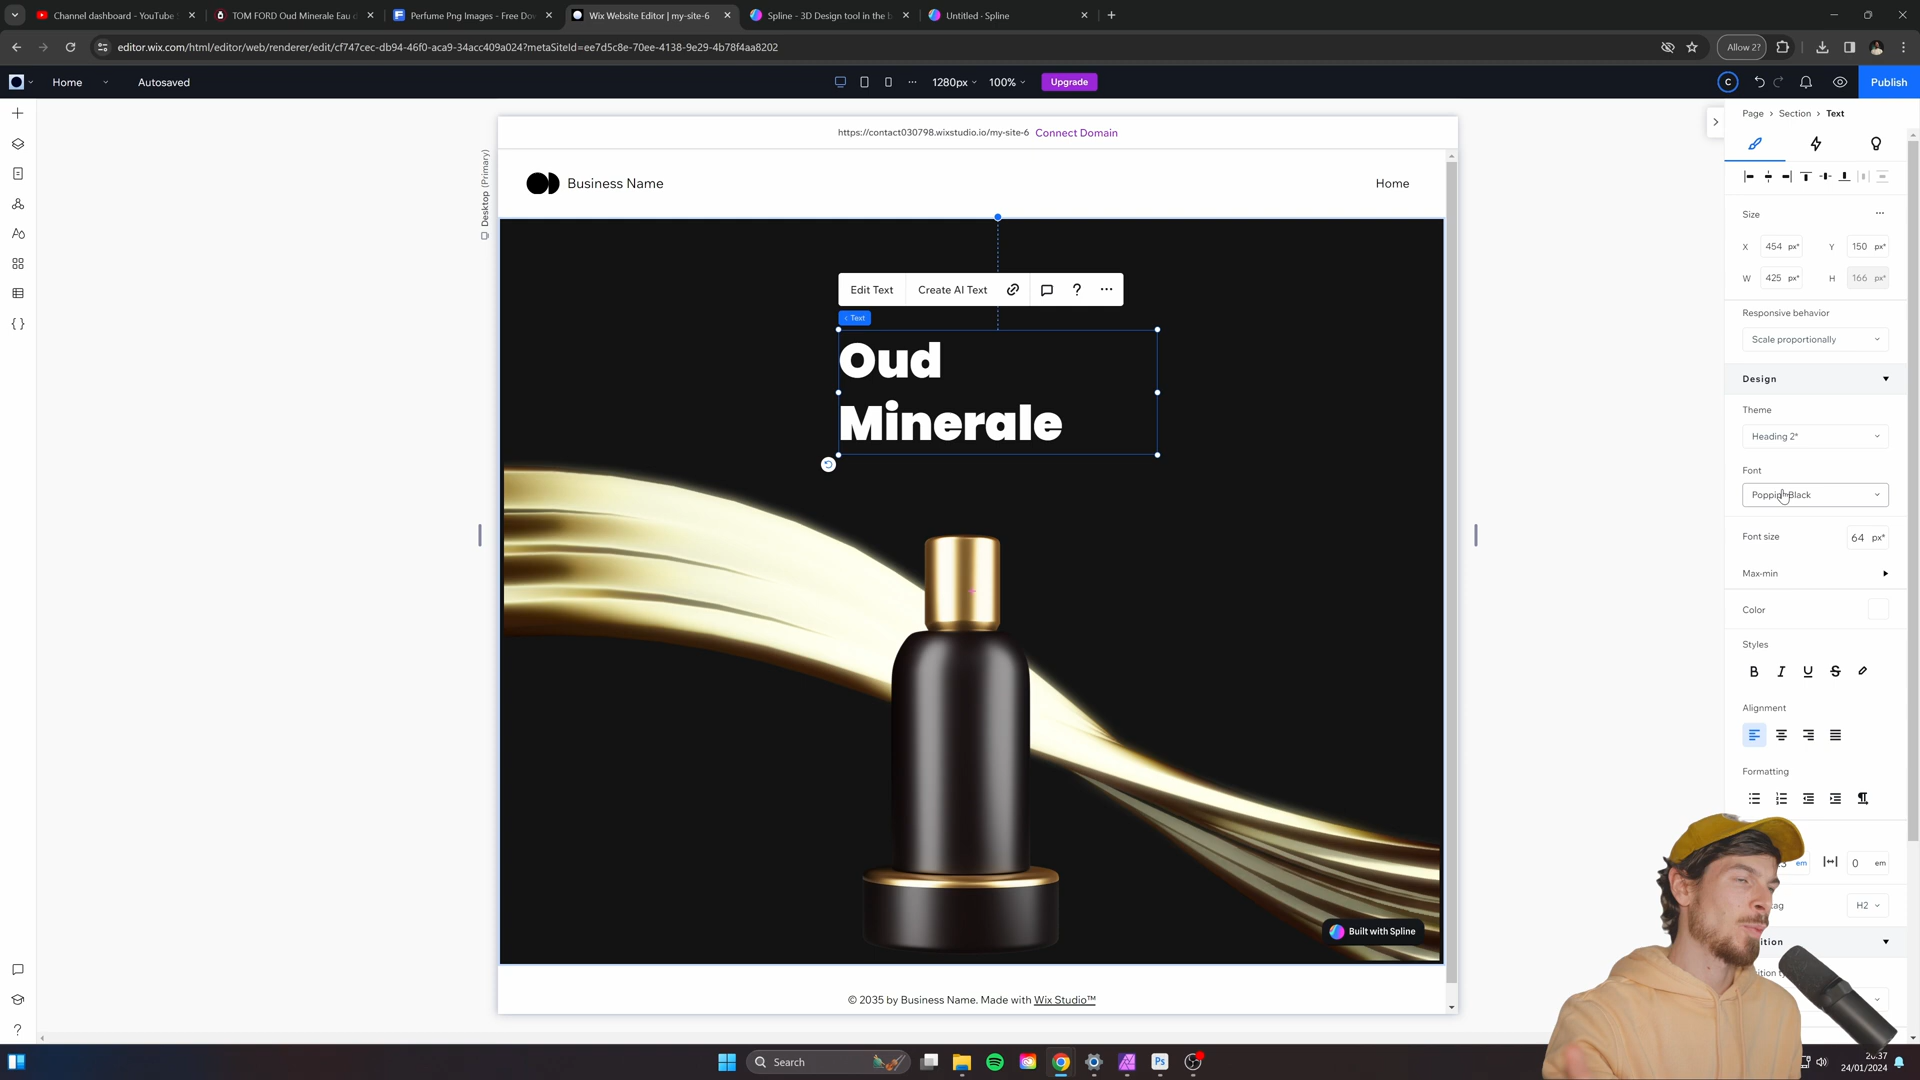 Channel dashboard - YouTube
TOM FORD Oud Minerale Eau d
Perfume Png Images - Free Do
Wix Website Editor | my-site-6
Spline - 3D Design tool in the b
Untitled - Spline
editor.wix.com/html/editor/web/renderer/edit/cf747cec-db94-46f0-aca9-34acc409a024?metaSiteId=ee7d5c8e-70ee-4138-9e29-4b78f4aa8202
Allow 2?
Home
Autosaved
1280px
100%
Upgrade
C
Publish
https://contact030798.wixstudio.io/my-site-6 Connect Domain
Page > Section > Text
Desktop (Primary)
Business Name
Home
Edit Text
Create AI Text
?
< Text
Oud
Minerale
Built with Spline
© 2035 by Business Name. Made with Wix Studio™
Size
X 454 px*
Y 150 px*
W 425 px*
H 166 px*
Responsive behavior
Scale proportionally
Design
Theme
Heading 2*
Font
Black
Font size
64 px*
Max-min
Color
Styles
B I U S
Alignment
Formatting
em
0 em
H2
?
Search
Ps
20:37
24/01/2024